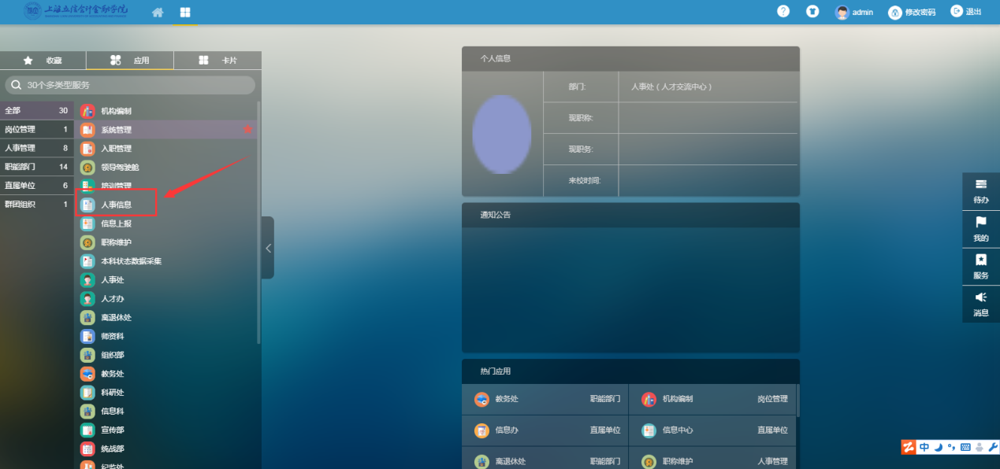 上海立信会计金融学院
admin
修改密码
退出
收藏
应用
卡片
30个多类型服务
全部 30
岗位管理 1
人事管理 8
职能部门 14
直属单位 6
群团组织 1
机构编制
系统管理
入职管理
领导驾驶舱
培训管理
人事信息
信息上报
职称维护
本科状态数据采集
人事处
人才办
离退休处
师资科
组织部
教务处
科研处
信息科
宣传部
统战部
纪监处
个人信息
部门: 人事处（人才交流中心）
现职称:
现职务:
来校时间:
通知公告
热门应用
教务处 职能部门 机构编制 岗位管理
信息办 直属单位 信息中心 直属单位
离退休处 职能部门 职称维护 人事管理
待办
我的
服务
消息
中